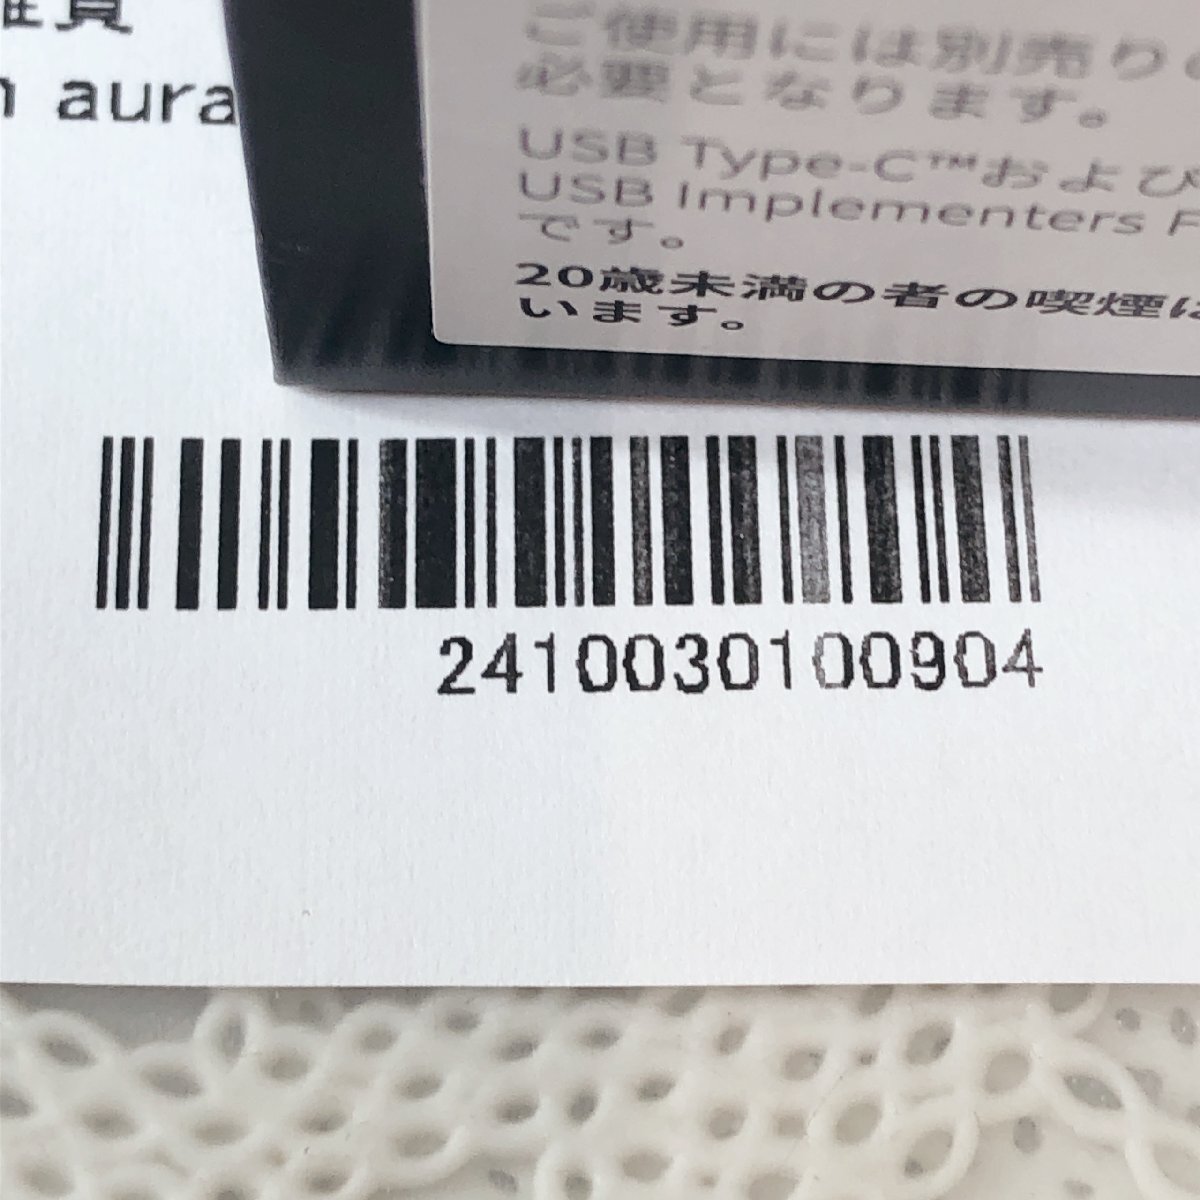 雑貨
aura
ご使用には別売り
必要となります。
USB Type-C™および
USB Implementers F
です。
20歳未満の者の喫煙は
います。
2410030100904